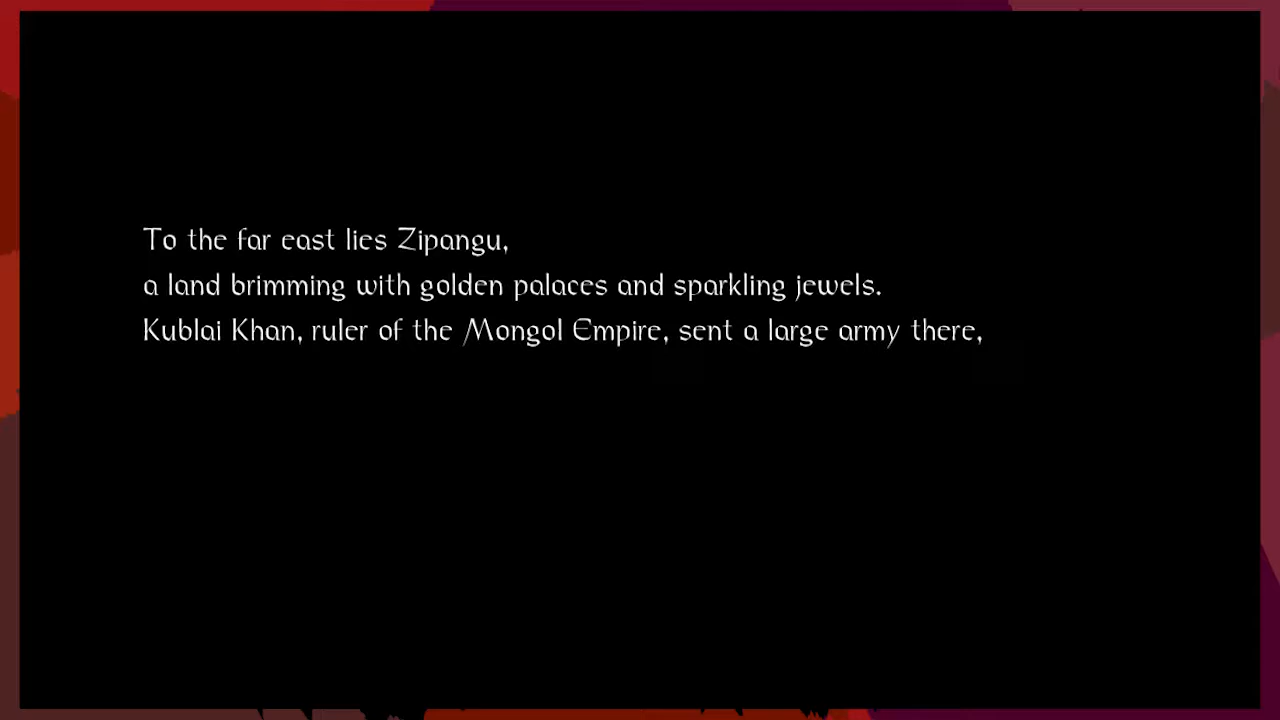 To the far east lies Zipangu,
a land brimming with golden palaces and sparkling jewels.
Kublai Khan, ruler of the Mongol Empire, sent a large army there,